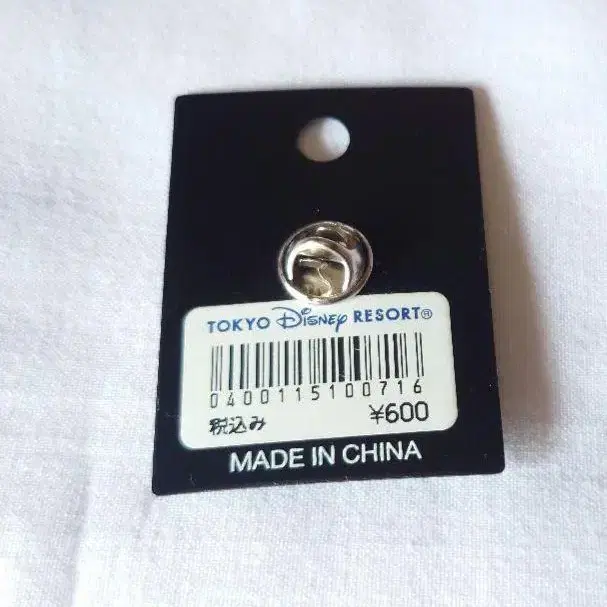 TOKYO Disney RESORT®
0400115100716
税込み ¥600
MADE IN CHINA